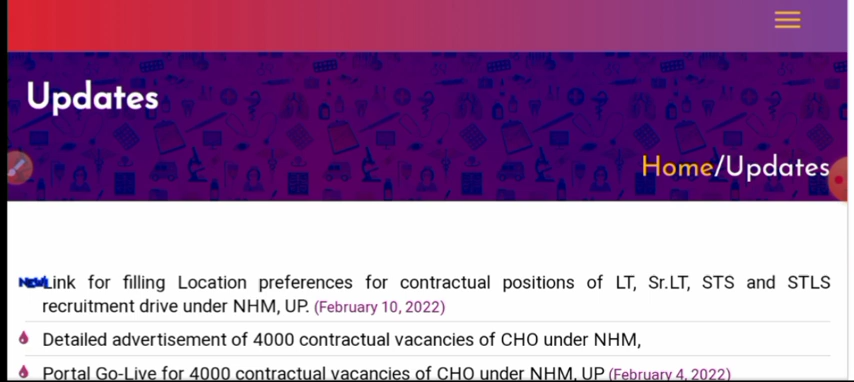 Updates
Home/Updates
NEW Link for filling Location preferences for contractual positions of LT, Sr.LT, STS and STLS
recruitment drive under NHM, UP. (February 10, 2022)
Detailed advertisement of 4000 contractual vacancies of CHO under NHM,
Portal Go-Live for 4000 contractual vacancies of CHO under NHM, UP (February 4, 2022)